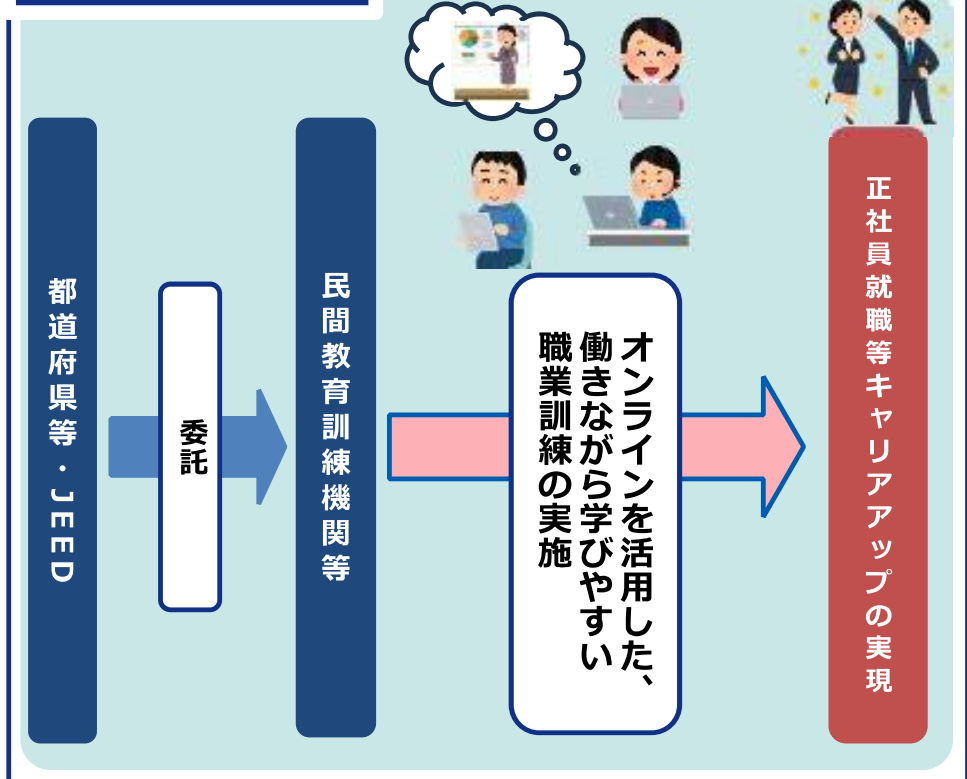 都道府県等・JEED
委託
民間教育訓練機関等
オンラインを活用した、
働きながら学びやすい
職業訓練の実施
正社員就職等キャリアアップの実現